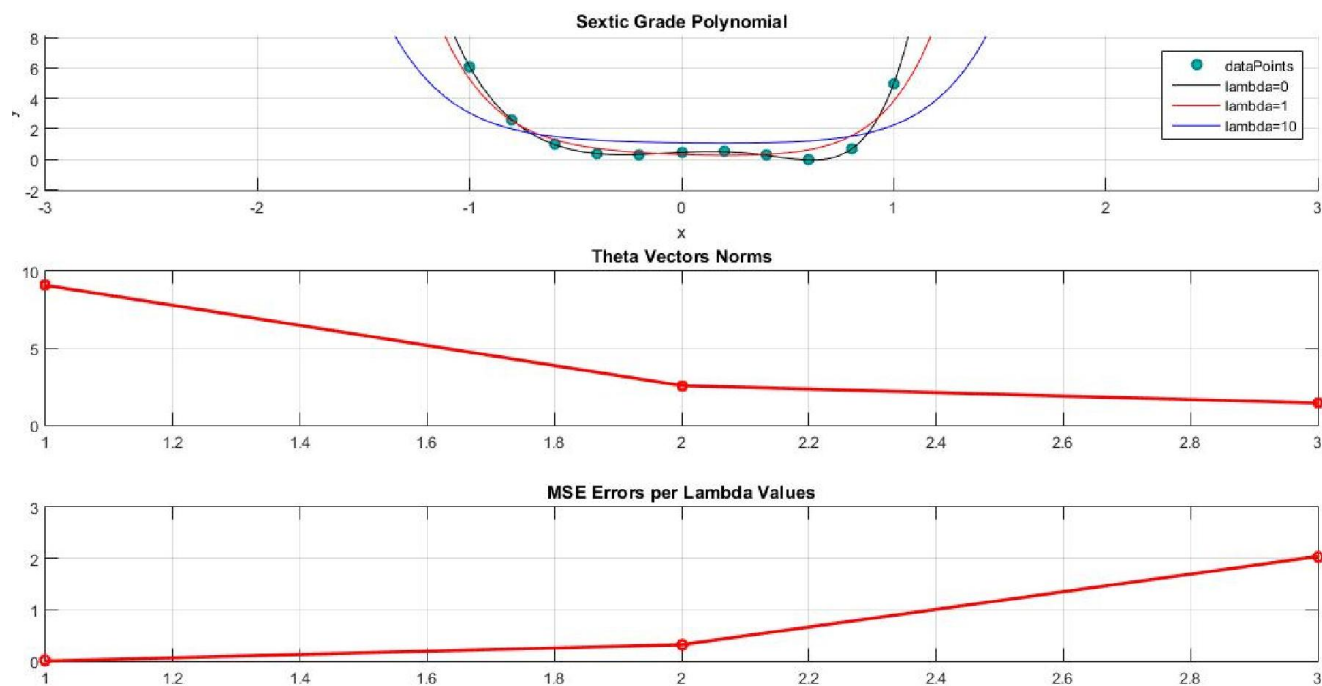 Sextic Grade Polynomial
8
6
4
2
0
-2
y
dataPoints
lambda=0
lambda=1
lambda=10
-3 -2 -1 0 1 2 3
x
Theta Vectors Norms
10
5
0
1 1.2 1.4 1.6 1.8 2 2.2 2.4 2.6 2.8 3
MSE Errors per Lambda Values
3
2
1
0
1 1.2 1.4 1.6 1.8 2 2.2 2.4 2.6 2.8 3